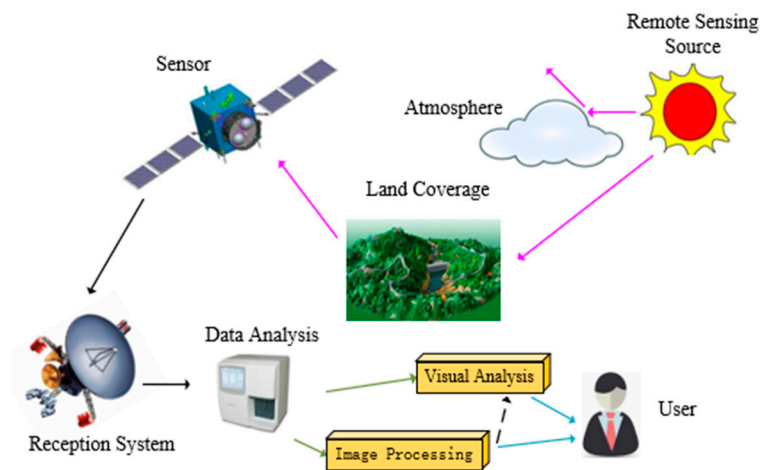 Remote Sensing
Source
Sensor
Atmosphere
Land Coverage
Data Analysis
Visual Analysis
User
Reception System
Image Processing